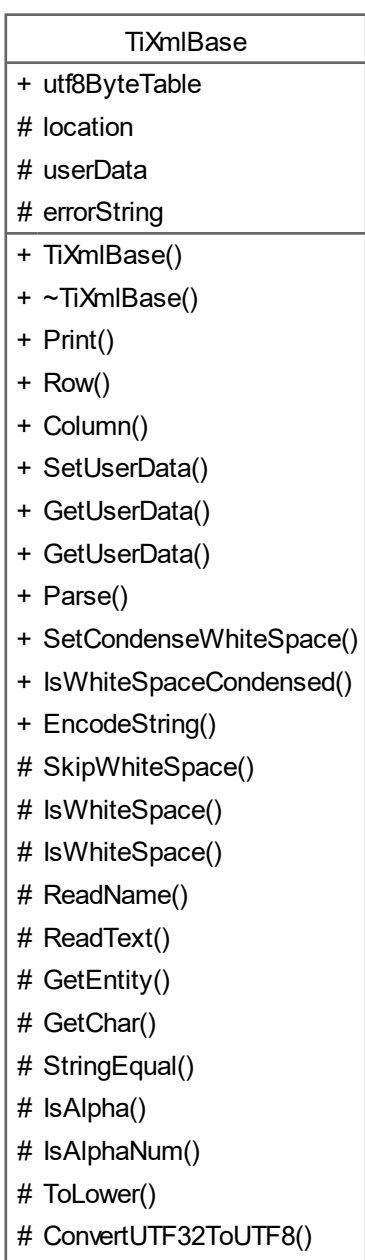 TiXmlBase
+ utf8ByteTable
# location
# userData
# errorString
+ TiXmlBase()
+ ~TiXmlBase()
+ Print()
+ Row()
+ Column()
+ SetUserData()
+ GetUserData()
+ GetUserData()
+ Parse()
+ SetCondenseWhiteSpace()
+ IsWhiteSpaceCondensed()
+ EncodeString()
# SkipWhiteSpace()
# IsWhiteSpace()
# IsWhiteSpace()
# ReadName()
# ReadText()
# GetEntity()
# GetChar()
# StringEqual()
# IsAlpha()
# IsAlphaNum()
# ToLower()
# ConvertUTF32ToUTF8()